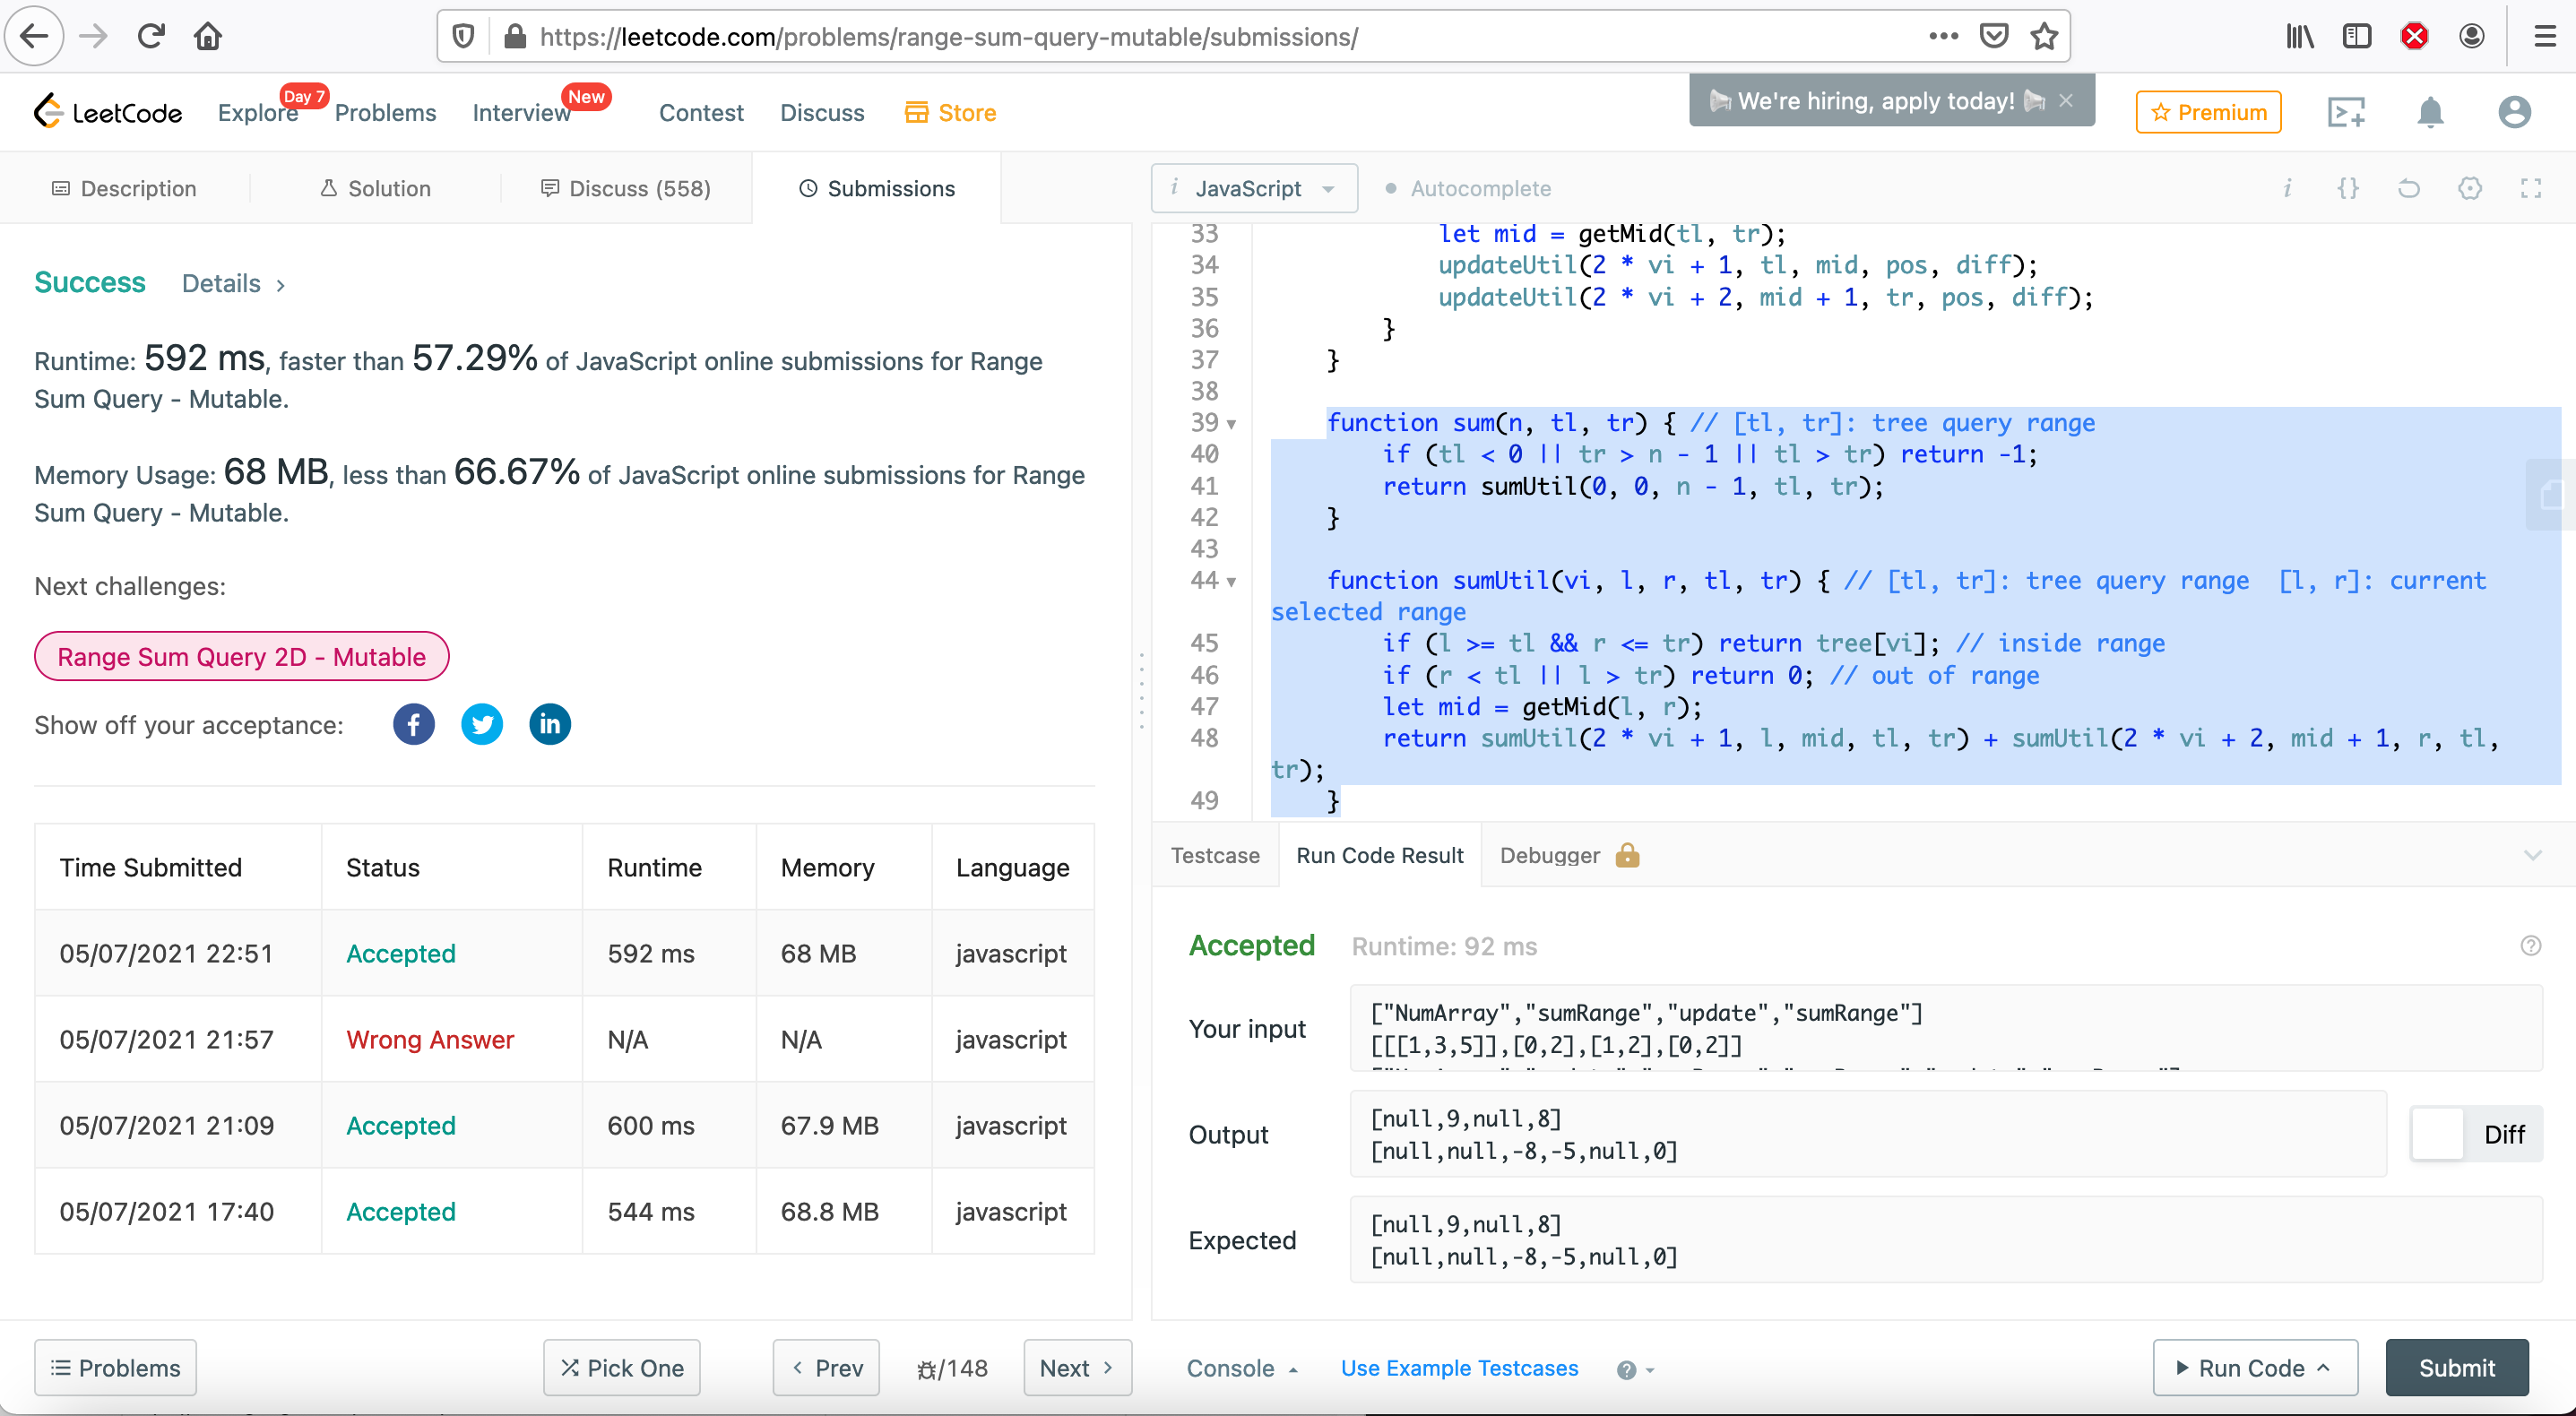 https://leetcode.com/problems/range-sum-query-mutable/submissions/
LeetCode
Explore
Day 7
Problems
Interview
New
Contest
Discuss
Store
We're hiring, apply today!
Premium
Description
Solution
Discuss (558)
Submissions
i JavaScript
Autocomplete
i {}
Success Details
Runtime: 592 ms, faster than 57.29% of JavaScript online submissions for Range
Sum Query - Mutable.
Memory Usage: 68 MB, less than 66.67% of JavaScript online submissions for Range
Sum Query - Mutable.
Next challenges:
Range Sum Query 2D - Mutable
Show off your acceptance:
Time Submitted Status Runtime Memory Language
05/07/2021 22:51 Accepted 592 ms 68 MB javascript
05/07/2021 21:57 Wrong Answer N/A N/A javascript
05/07/2021 21:09 Accepted 600 ms 67.9 MB javascript
05/07/2021 17:40 Accepted 544 ms 68.8 MB javascript
33 let mid = getMid(tl, tr);
34 updateUtil(2 * vi + 1, tl, mid, pos, diff);
35 updateUtil(2 * vi + 2, mid + 1, tr, pos, diff);
36 }
37 }
38
39 function sum(n, tl, tr) { // [tl, tr]: tree query range
40 if (tl < 0 || tr > n - 1 || tl > tr) return -1;
41 return sumUtil(0, 0, n - 1, tl, tr);
42 }
43
44 function sumUtil(vi, l, r, tl, tr) { // [tl, tr]: tree query range  [l, r]: current
selected range
45 if (l >= tl && r <= tr) return tree[vi]; // inside range
46 if (r < tl || l > tr) return 0; // out of range
47 let mid = getMid(l, r);
48 return sumUtil(2 * vi + 1, l, mid, tl, tr) + sumUtil(2 * vi + 2, mid + 1, r, tl,
tr);
49 }
Testcase
Run Code Result
Debugger
Accepted Runtime: 92 ms
Your input
["NumArray","sumRange","update","sumRange"]
[[[1,3,5]],[0,2],[1,2],[0,2]]
Output
[null,9,null,8]
[null,null,-8,-5,null,0]
Diff
Expected
[null,9,null,8]
[null,null,-8,-5,null,0]
Problems
Pick One
Prev
/148
Next
Console
Use Example Testcases
Run Code
Submit